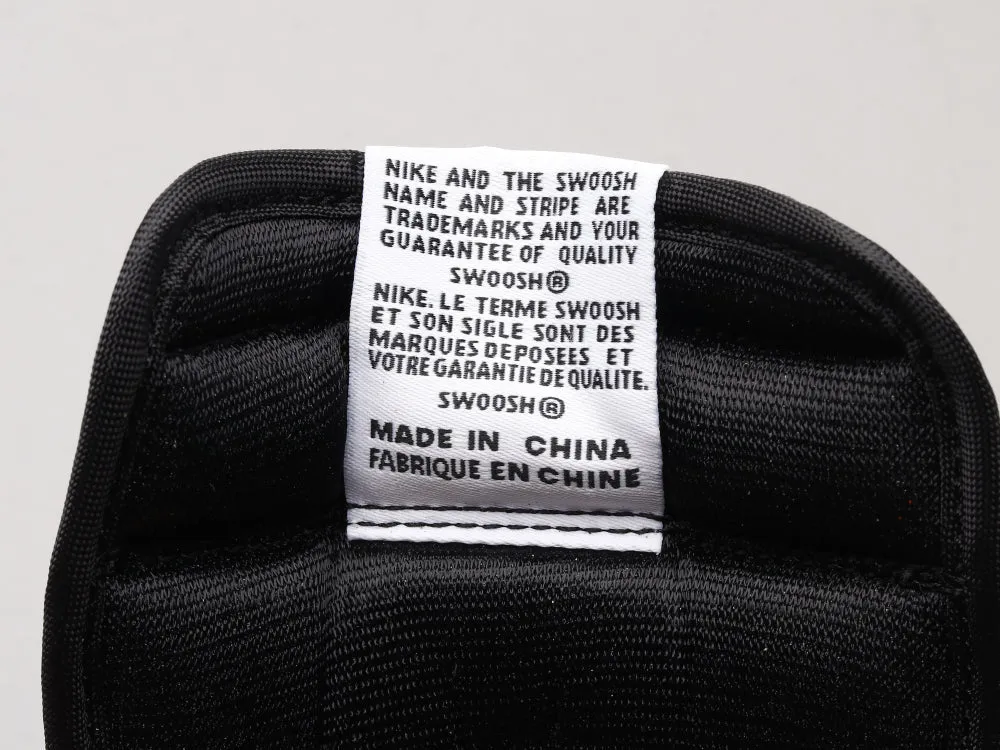 NIKE AND THE SWOOSH
NAME AND STRIPE ARE
TRADEMARKS AND YOUR
GUARANTEE OF QUALITY
SWOOSH®
NIKE. LE TERME SWOOSH
ET SON SIGLE SONT DES
MARQUES DEPOSEES ET
VOTRE GARANTIE DE QUALITE.
SWOOSH®
MADE IN CHINA
FABRIQUE EN CHINE